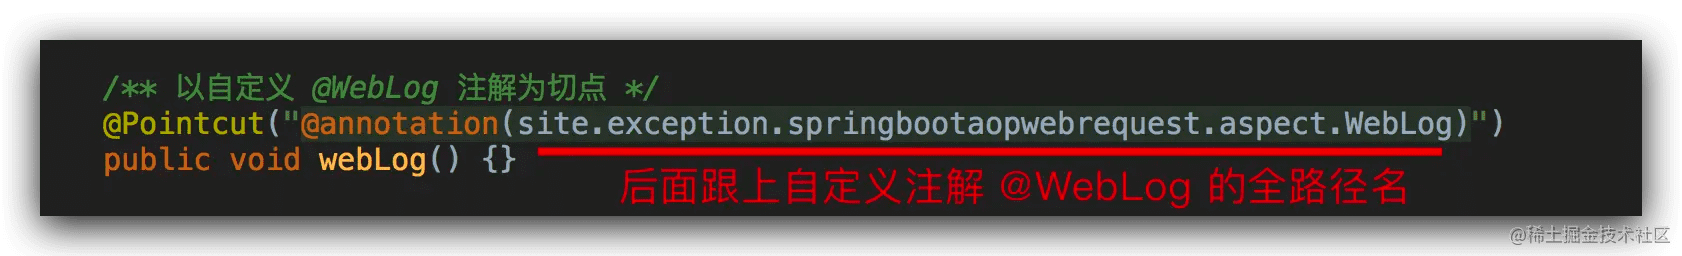 /** 以自定义 @WebLog 注解为切点 */
@Pointcut("@annotation(site.exception.springbootaopwebrequest.aspect.WebLog)")
public void webLog() {}
后面跟上自定义注解 @WebLog 的全路径名
@稀土掘金技术社区